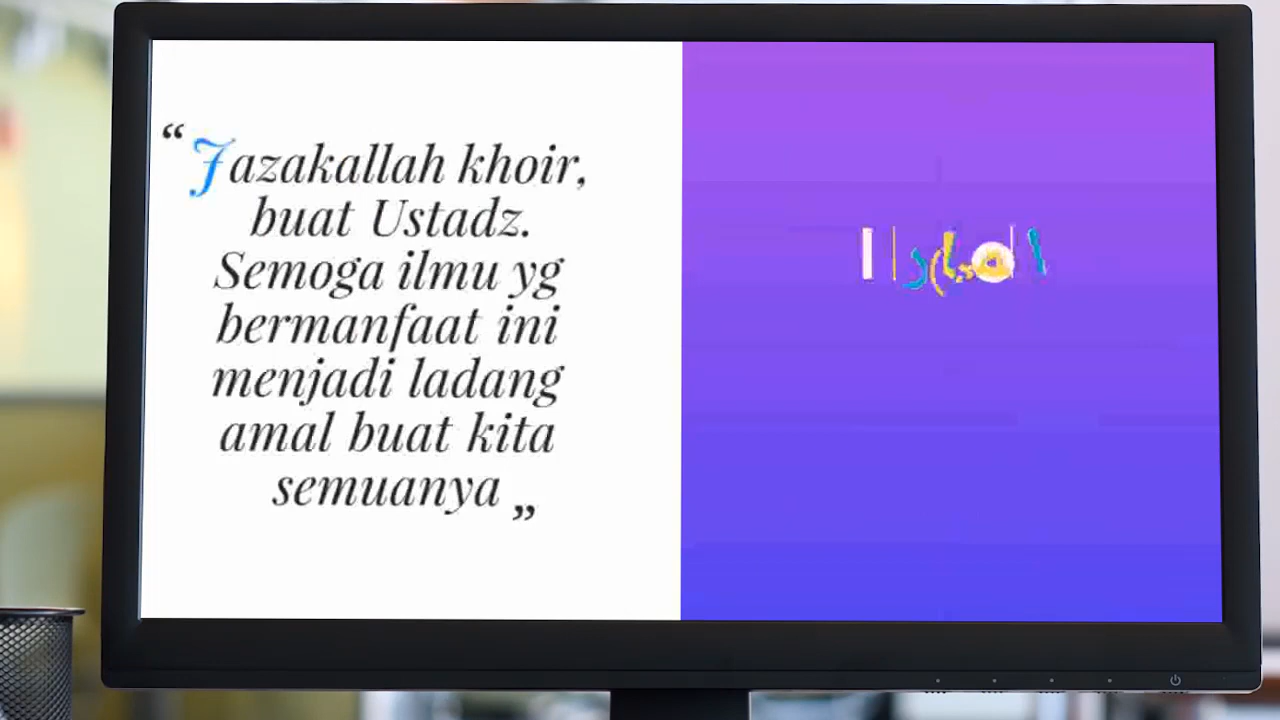 “Jazakallah khoir,
buat Ustadz.
Semoga ilmu yg
bermanfaat ini
menjadi ladang
amal buat kita
semuanya „